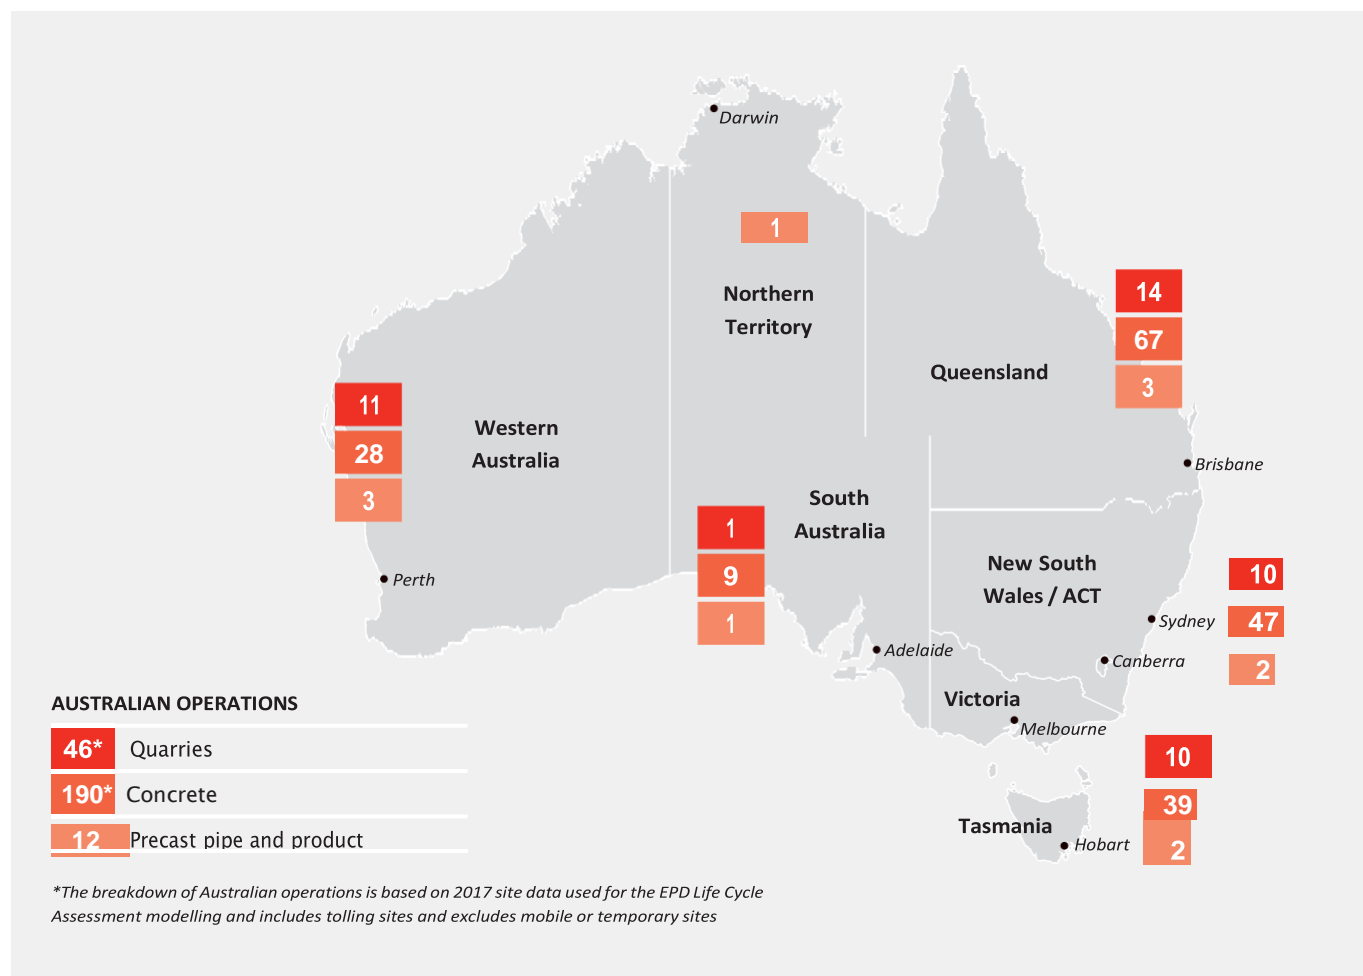 Darwin
1
Northern
Territory
14
67
3
Queensland
11
28
3
Western
Australia
Brisbane
South
Australia
1
9
1
New South
Wales / ACT
10
47
2
Perth
Sydney
Adelaide
Canberra
Victoria
Melbourne
10
39
2
Tasmania
Hobart
AUSTRALIAN OPERATIONS
46* Quarries
190* Concrete
12 Precast pipe and product
*The breakdown of Australian operations is based on 2017 site data used for the EPD Life Cycle
Assessment modelling and includes tolling sites and excludes mobile or temporary sites